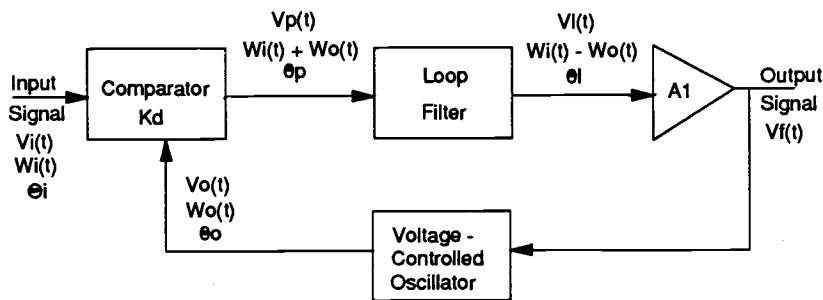 Input
Signal
Vi(t)
Wi(t)
Θi
Comparator
Kd
Vp(t)
Wi(t) + Wo(t)
Θp
Loop
Filter
Vl(t)
Wi(t) - Wo(t)
Θl
A1
Output
Signal
Vf(t)
Vo(t)
Wo(t)
Θo
Voltage -
Controlled
Oscillator